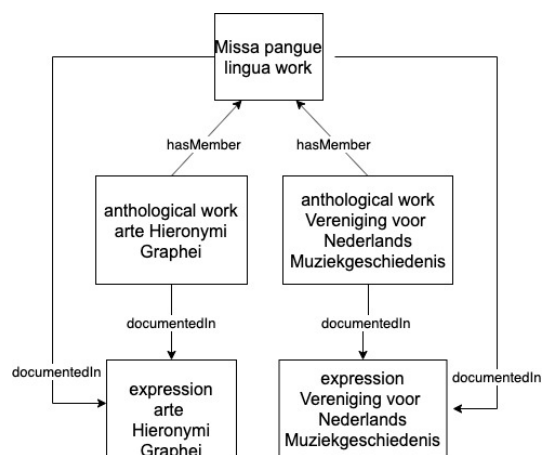 Missa pangue
lingua work
hasMember
hasMember
anthological work
arte Hieronymi
Graphei
anthological work
Vereniging voor
Nederlands
Muziekgeschiedenis
documentedIn
documentedIn
documentedIn
documentedIn
expression
arte
Hieronymi
Graphei
expression
Vereniging voor
Nederlands
Muziekgeschiedenis